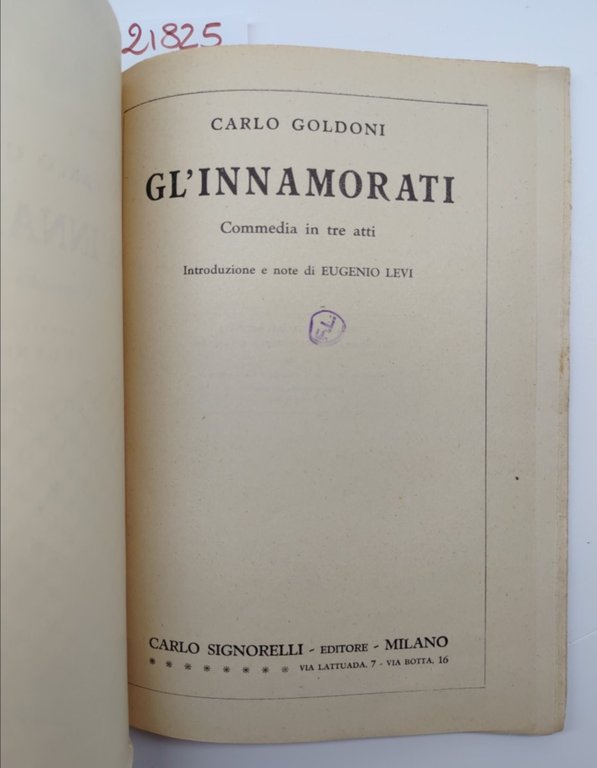 21825
CARLO GOLDONI
GL'INNAMORATI
Commedia in tre atti
Introduzione e note di EUGENIO LEVI
F.L.
CARLO SIGNORELLI - EDITORE - MILANO
* * * * * * * * VIA LATTUADA, 7 - VIA BOTTA, 16